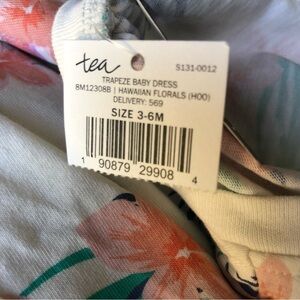 tea
S131-0012
TRAPEZE BABY DRESS
8M12308B | HAWAIIAN FLORALS (H00)
DELIVERY: 569
SIZE 3-6M
1 90879 29908 4